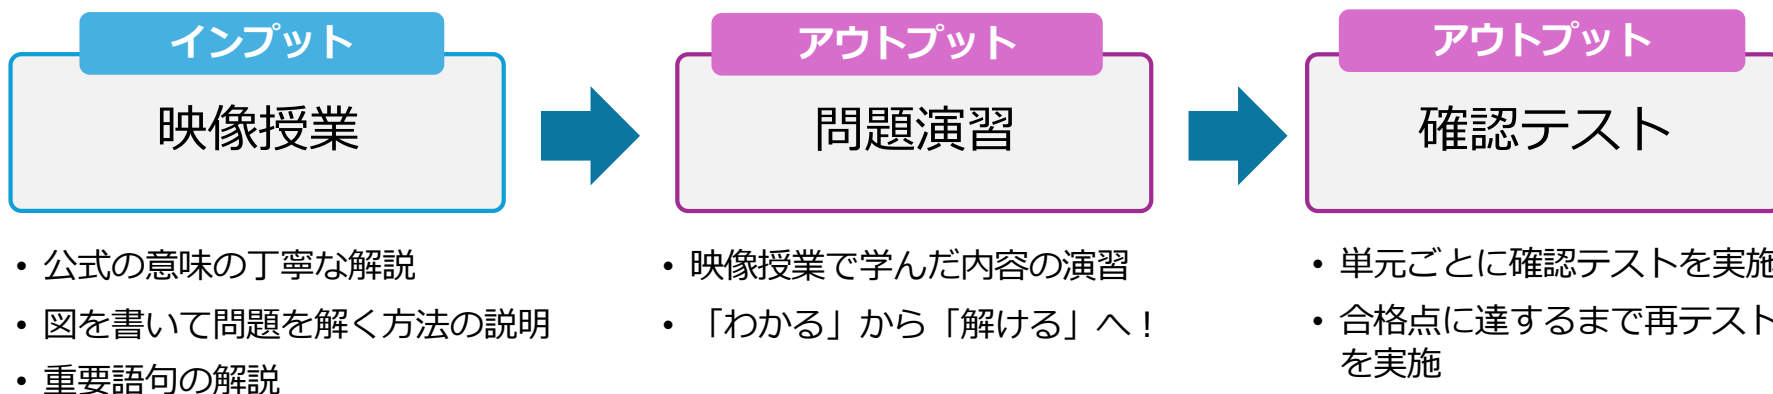 インプット
映像授業
• 公式の意味の丁寧な解説
• 図を書いて問題を解く方法の説明
• 重要語句の解説
アウトプット
問題演習
• 映像授業で学んだ内容の演習
• 「わかる」から「解ける」へ！
アウトプット
確認テスト
• 単元ごとに確認テストを実施
• 合格点に達するまで再テスト
を実施